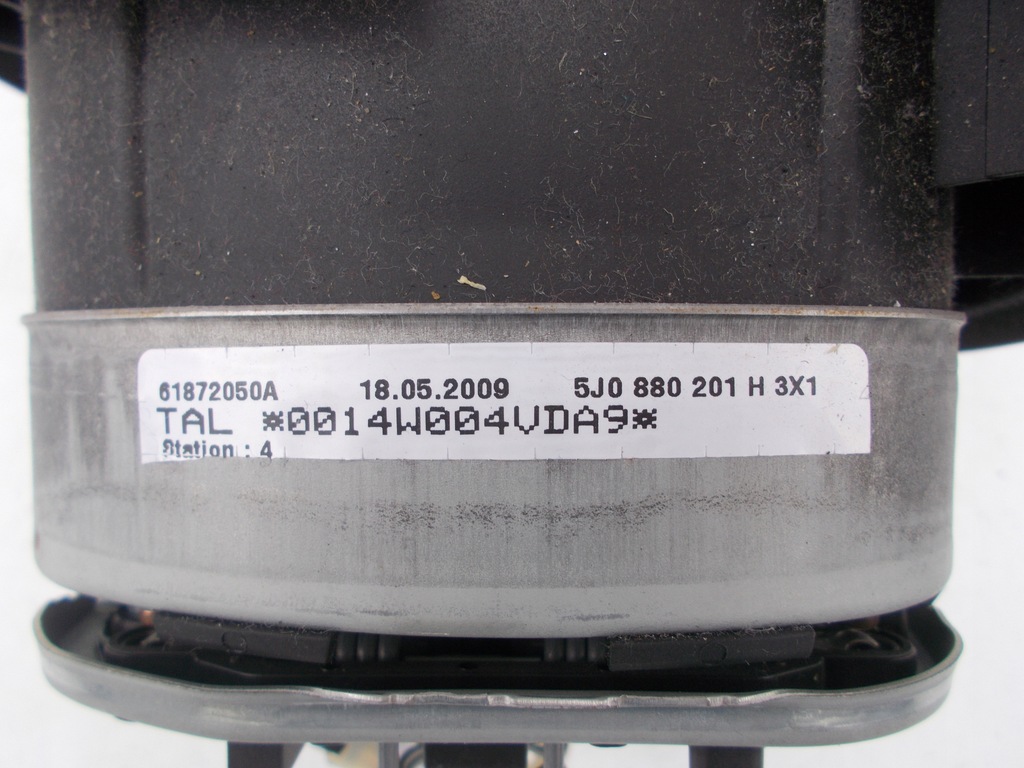 61872050A 18.05.2009 5J0 880 201 H 3X1
TAL *0014W004VDA9*
Station : 4